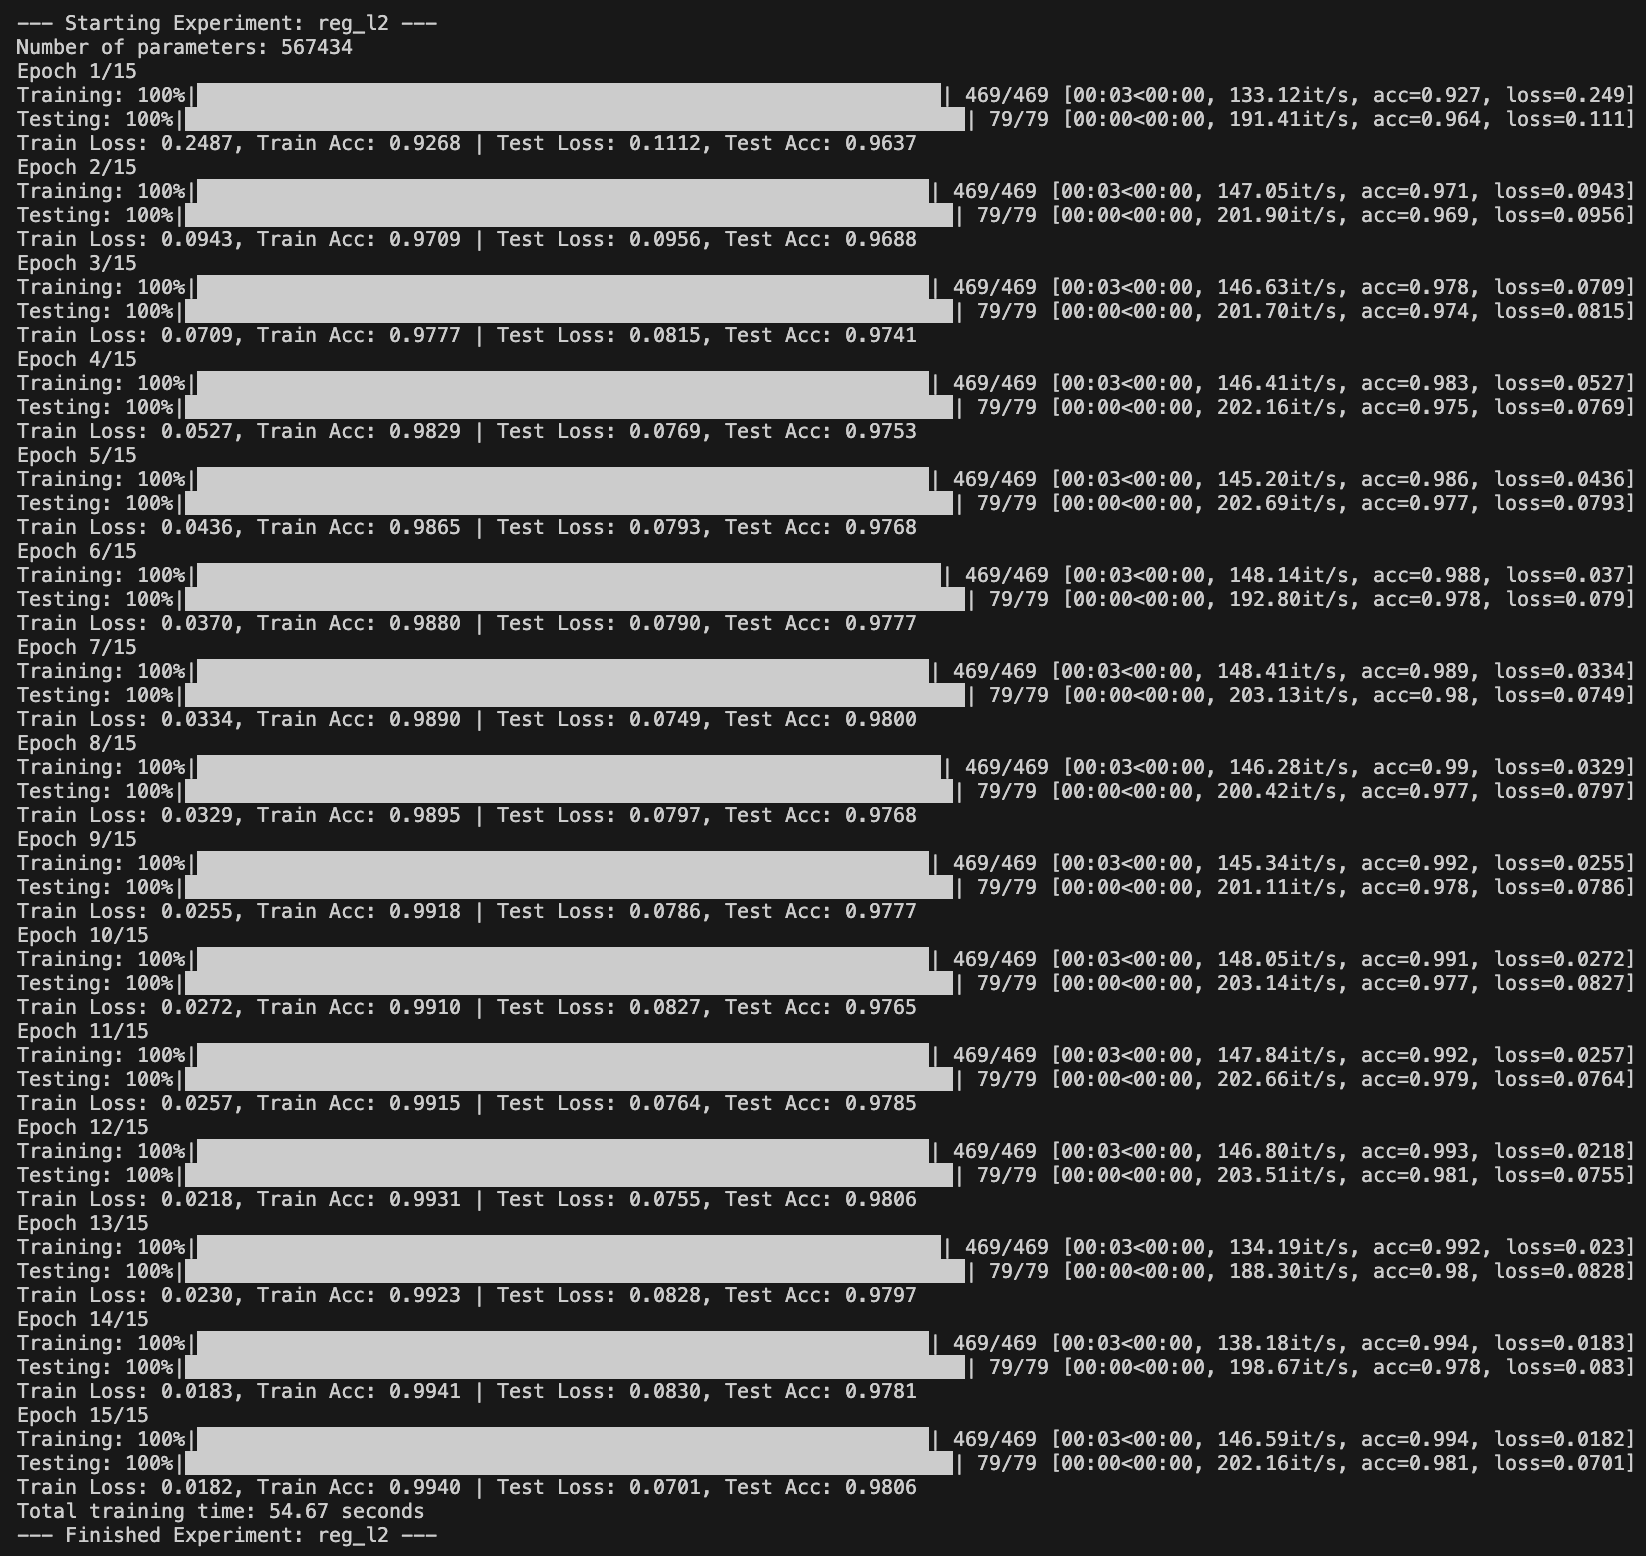 --- Starting Experiment: reg_l2 ---
Number of parameters: 567434
Epoch 1/15
Training: 100%|██████████| 469/469 [00:03<00:00, 133.12it/s, acc=0.927, loss=0.249]
Testing: 100%|██████████| 79/79 [00:00<00:00, 191.41it/s, acc=0.964, loss=0.111]
Train Loss: 0.2487, Train Acc: 0.9268 | Test Loss: 0.1112, Test Acc: 0.9637
Epoch 2/15
Training: 100%|██████████| 469/469 [00:03<00:00, 147.05it/s, acc=0.971, loss=0.0943]
Testing: 100%|██████████| 79/79 [00:00<00:00, 201.90it/s, acc=0.969, loss=0.0956]
Train Loss: 0.0943, Train Acc: 0.9709 | Test Loss: 0.0956, Test Acc: 0.9688
Epoch 3/15
Training: 100%|██████████| 469/469 [00:03<00:00, 146.63it/s, acc=0.978, loss=0.0709]
Testing: 100%|██████████| 79/79 [00:00<00:00, 201.70it/s, acc=0.974, loss=0.0815]
Train Loss: 0.0709, Train Acc: 0.9777 | Test Loss: 0.0815, Test Acc: 0.9741
Epoch 4/15
Training: 100%|██████████| 469/469 [00:03<00:00, 146.41it/s, acc=0.983, loss=0.0527]
Testing: 100%|██████████| 79/79 [00:00<00:00, 202.16it/s, acc=0.975, loss=0.0769]
Train Loss: 0.0527, Train Acc: 0.9829 | Test Loss: 0.0769, Test Acc: 0.9753
Epoch 5/15
Training: 100%|██████████| 469/469 [00:03<00:00, 145.20it/s, acc=0.986, loss=0.0436]
Testing: 100%|██████████| 79/79 [00:00<00:00, 202.69it/s, acc=0.977, loss=0.0793]
Train Loss: 0.0436, Train Acc: 0.9865 | Test Loss: 0.0793, Test Acc: 0.9768
Epoch 6/15
Training: 100%|██████████| 469/469 [00:03<00:00, 148.14it/s, acc=0.988, loss=0.037]
Testing: 100%|██████████| 79/79 [00:00<00:00, 192.80it/s, acc=0.978, loss=0.079]
Train Loss: 0.0370, Train Acc: 0.9880 | Test Loss: 0.0790, Test Acc: 0.9777
Epoch 7/15
Training: 100%|██████████| 469/469 [00:03<00:00, 148.41it/s, acc=0.989, loss=0.0334]
Testing: 100%|██████████| 79/79 [00:00<00:00, 203.13it/s, acc=0.98, loss=0.0749]
Train Loss: 0.0334, Train Acc: 0.9890 | Test Loss: 0.0749, Test Acc: 0.9800
Epoch 8/15
Training: 100%|██████████| 469/469 [00:03<00:00, 146.28it/s, acc=0.99, loss=0.0329]
Testing: 100%|██████████| 79/79 [00:00<00:00, 200.42it/s, acc=0.977, loss=0.0797]
Train Loss: 0.0329, Train Acc: 0.9895 | Test Loss: 0.0797, Test Acc: 0.9768
Epoch 9/15
Training: 100%|██████████| 469/469 [00:03<00:00, 145.34it/s, acc=0.992, loss=0.0255]
Testing: 100%|██████████| 79/79 [00:00<00:00, 201.11it/s, acc=0.978, loss=0.0786]
Train Loss: 0.0255, Train Acc: 0.9918 | Test Loss: 0.0786, Test Acc: 0.9777
Epoch 10/15
Training: 100%|██████████| 469/469 [00:03<00:00, 148.05it/s, acc=0.991, loss=0.0272]
Testing: 100%|██████████| 79/79 [00:00<00:00, 203.14it/s, acc=0.977, loss=0.0827]
Train Loss: 0.0272, Train Acc: 0.9910 | Test Loss: 0.0827, Test Acc: 0.9765
Epoch 11/15
Training: 100%|██████████| 469/469 [00:03<00:00, 147.84it/s, acc=0.992, loss=0.0257]
Testing: 100%|██████████| 79/79 [00:00<00:00, 202.66it/s, acc=0.979, loss=0.0764]
Train Loss: 0.0257, Train Acc: 0.9915 | Test Loss: 0.0764, Test Acc: 0.9785
Epoch 12/15
Training: 100%|██████████| 469/469 [00:03<00:00, 146.80it/s, acc=0.993, loss=0.0218]
Testing: 100%|██████████| 79/79 [00:00<00:00, 203.51it/s, acc=0.981, loss=0.0755]
Train Loss: 0.0218, Train Acc: 0.9931 | Test Loss: 0.0755, Test Acc: 0.9806
Epoch 13/15
Training: 100%|██████████| 469/469 [00:03<00:00, 134.19it/s, acc=0.992, loss=0.023]
Testing: 100%|██████████| 79/79 [00:00<00:00, 188.30it/s, acc=0.98, loss=0.0828]
Train Loss: 0.0230, Train Acc: 0.9923 | Test Loss: 0.0828, Test Acc: 0.9797
Epoch 14/15
Training: 100%|██████████| 469/469 [00:03<00:00, 138.18it/s, acc=0.994, loss=0.0183]
Testing: 100%|██████████| 79/79 [00:00<00:00, 198.67it/s, acc=0.978, loss=0.083]
Train Loss: 0.0183, Train Acc: 0.9941 | Test Loss: 0.0830, Test Acc: 0.9781
Epoch 15/15
Training: 100%|██████████| 469/469 [00:03<00:00, 146.59it/s, acc=0.994, loss=0.0182]
Testing: 100%|██████████| 79/79 [00:00<00:00, 202.16it/s, acc=0.981, loss=0.0701]
Train Loss: 0.0182, Train Acc: 0.9940 | Test Loss: 0.0701, Test Acc: 0.9806
Total training time: 54.67 seconds
--- Finished Experiment: reg_l2 ---